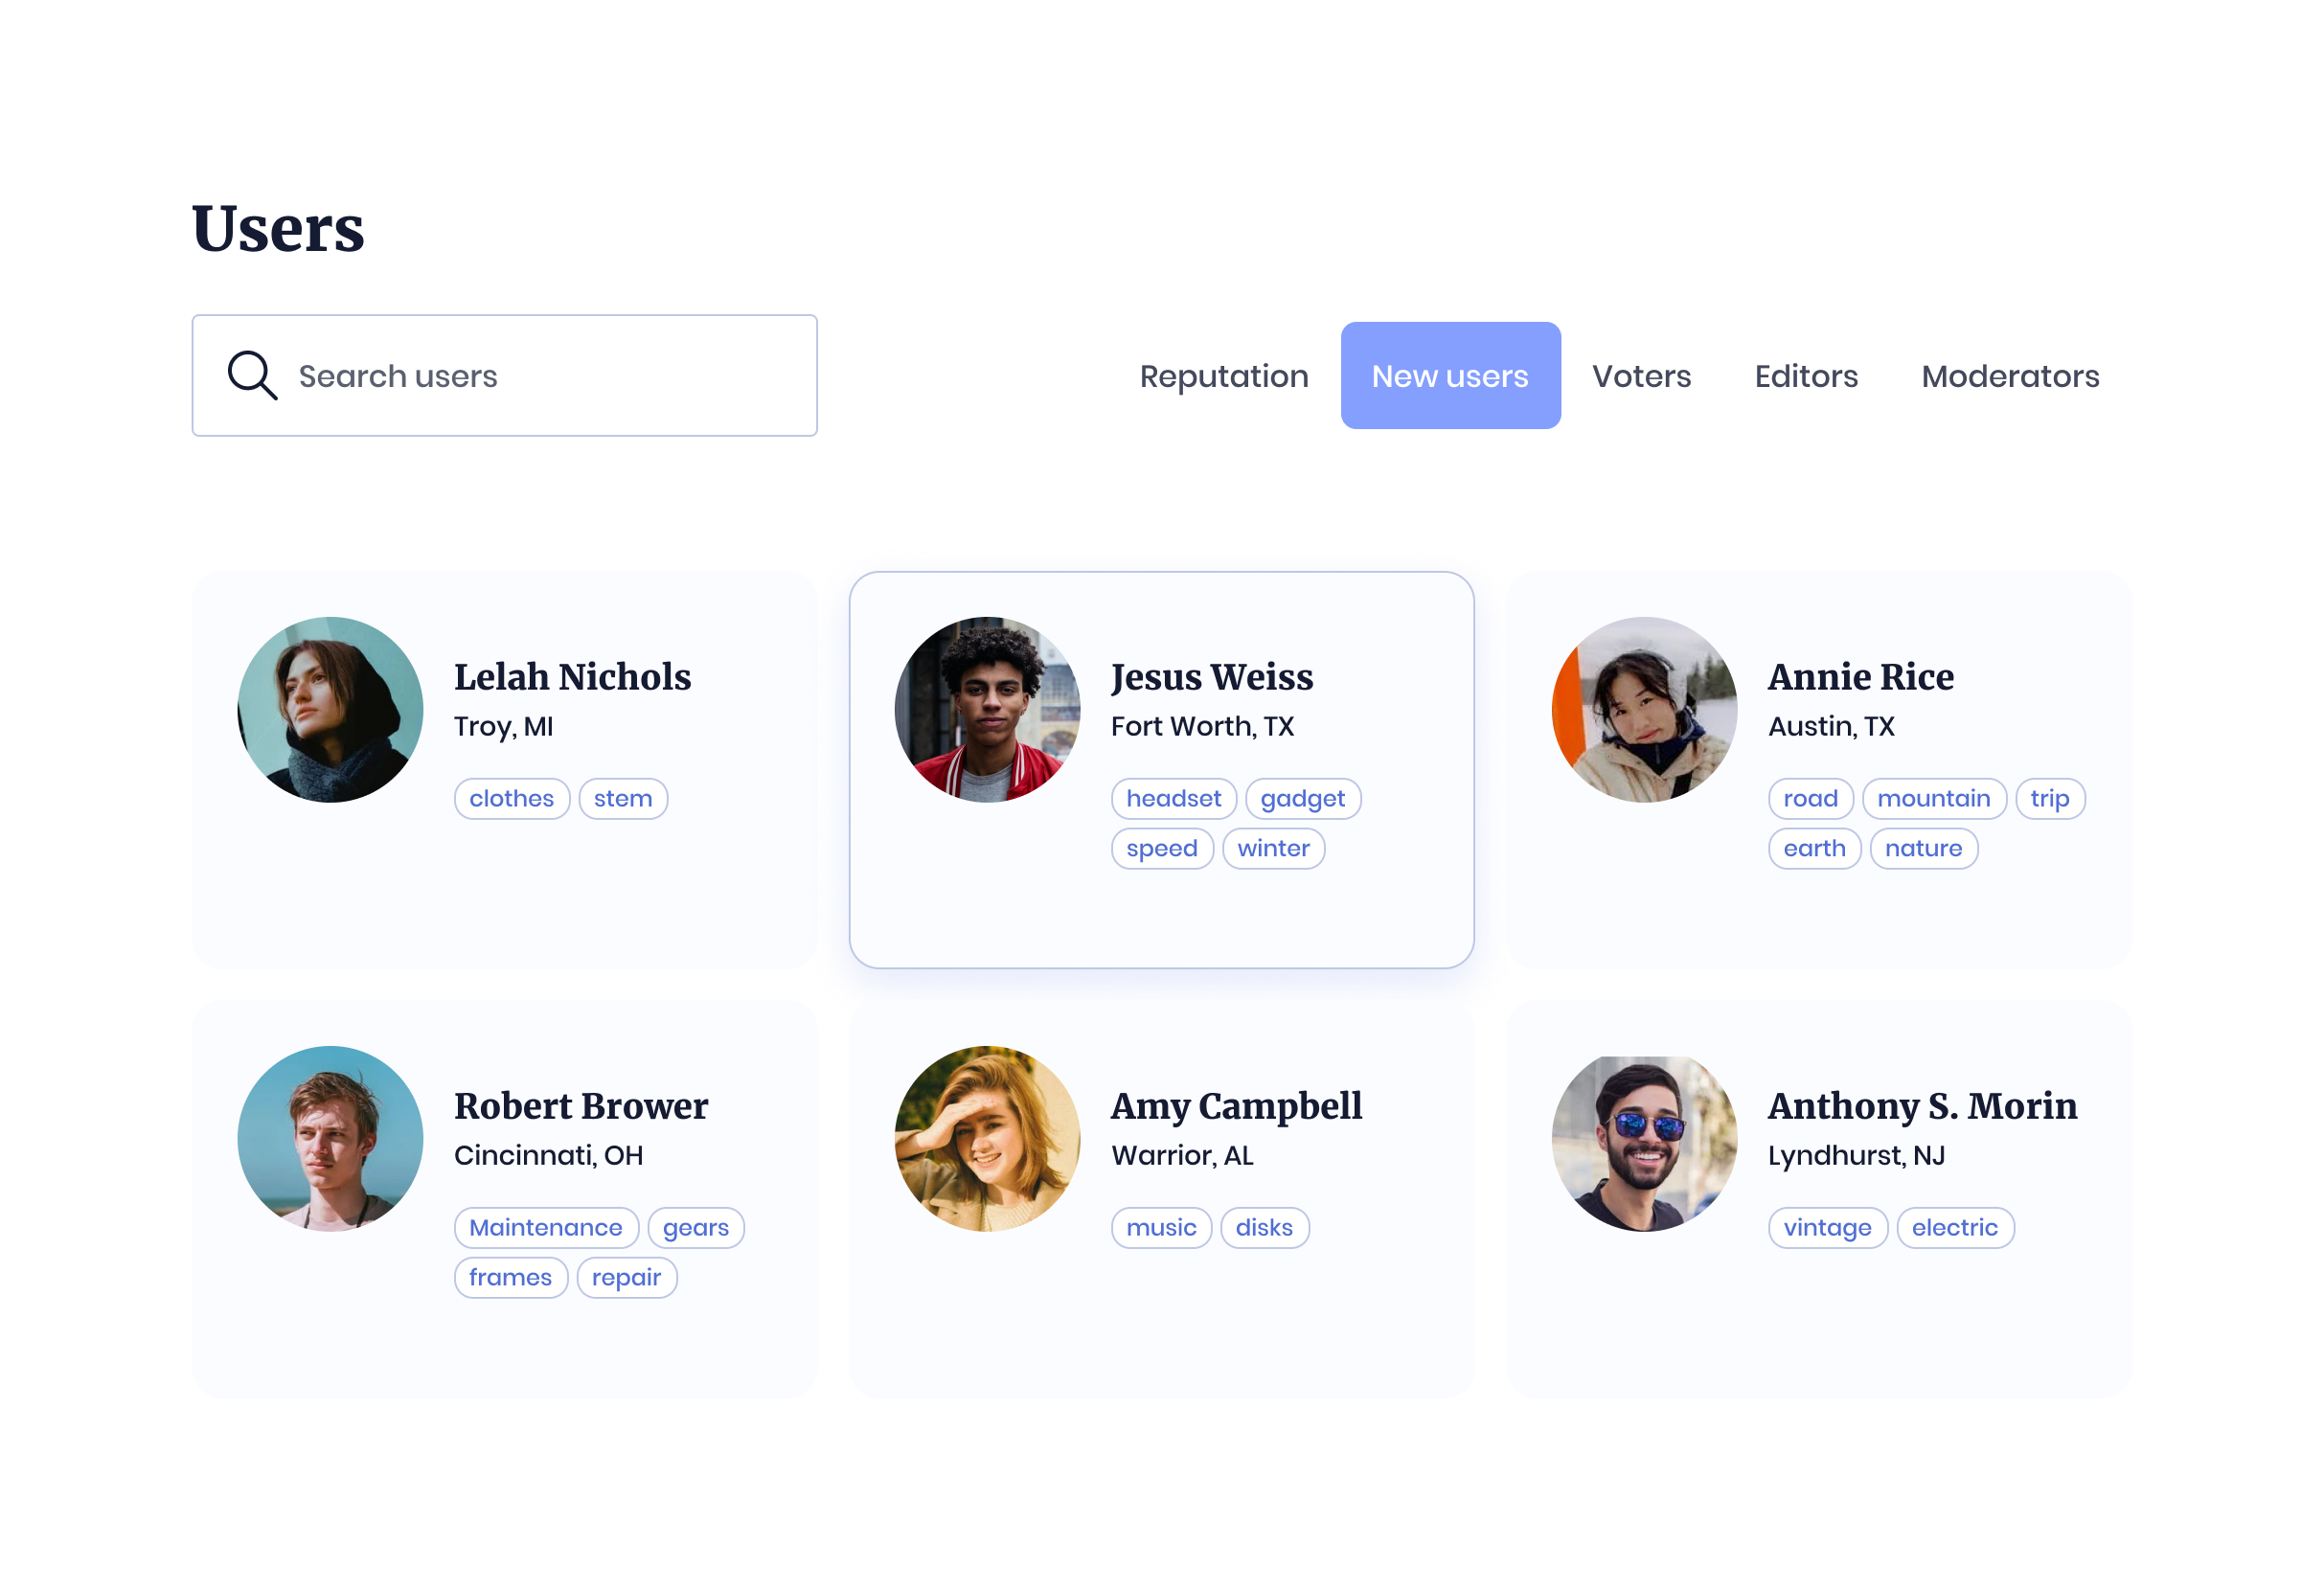 Users
Search users
Reputation New users Voters Editors Moderators
Lelah Nichols
Troy, MI
clothes stem
Jesus Weiss
Fort Worth, TX
headset gadget
speed winter
Annie Rice
Austin, TX
road mountain trip
earth nature
Robert Brower
Cincinnati, OH
Maintenance gears
frames repair
Amy Campbell
Warrior, AL
music disks
Anthony S. Morin
Lyndhurst, NJ
vintage electric